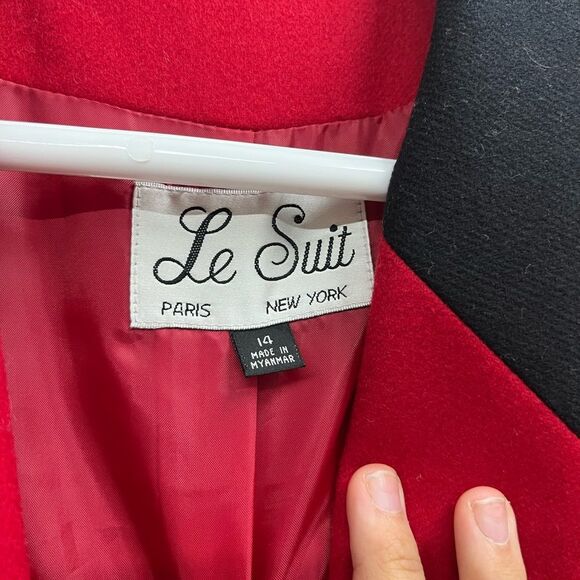 Le Suit
PARIS NEW YORK
14
MADE IN
MYANMAR